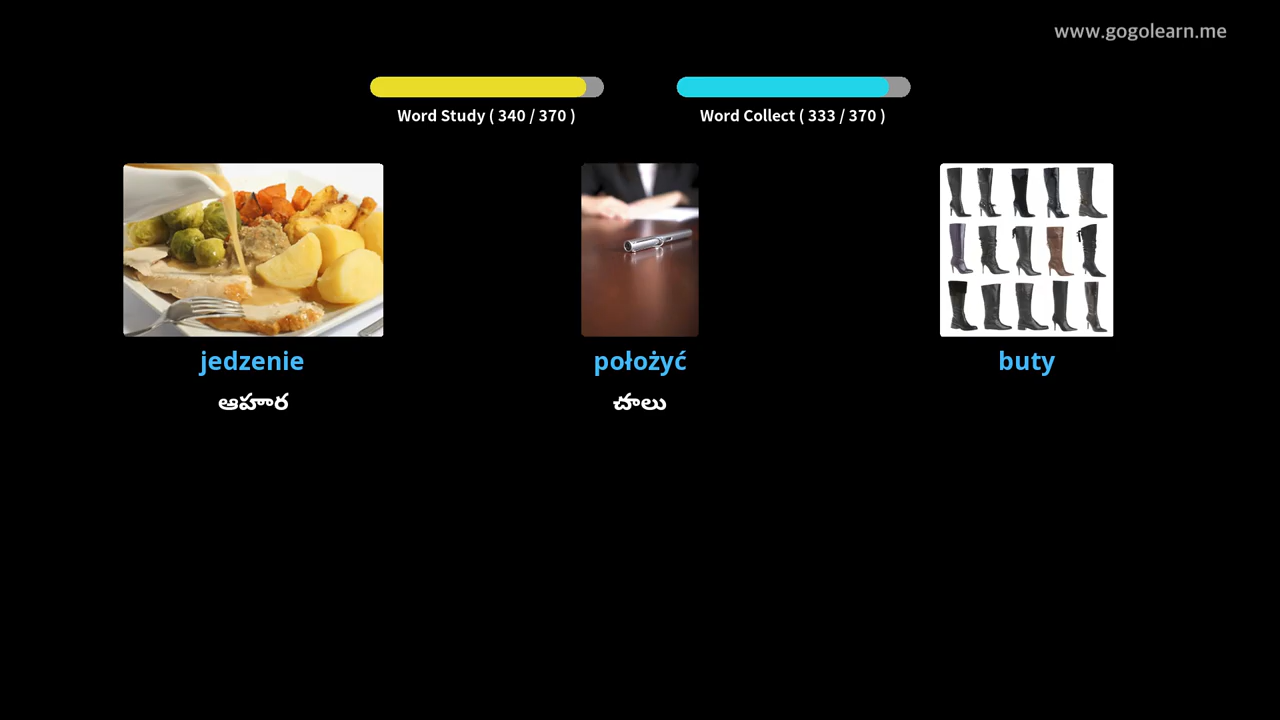 www.gogolearn.me
Word Study ( 340 / 370 )
Word Collect ( 333 / 370 )
jedzenie
położyć
buty
ఆహార
చాలు